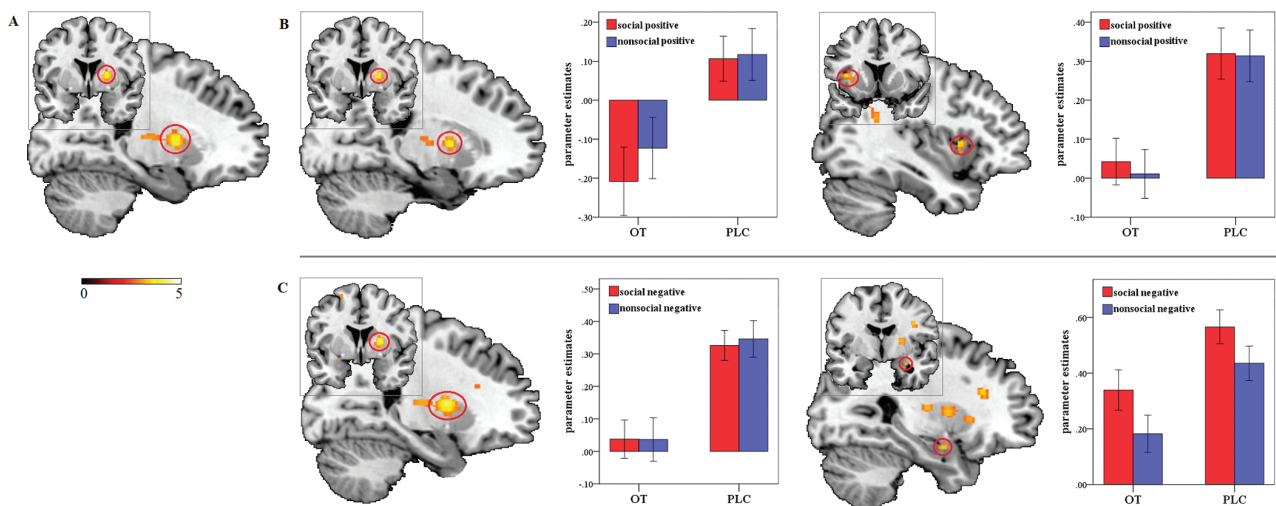 A
B
.20
.10
.00
-.10
-.20
-.30
parameter estimates
social positive
nonsocial positive
OT
PLC
.40
.30
.20
.10
.00
-.10
parameter estimates
social positive
nonsocial positive
OT
PLC
0
5
C
.50
.40
.30
.20
.10
.00
-.10
parameter estimates
social negative
nonsocial negative
OT
PLC
.60
.40
.20
.00
parameter estimates
social negative
nonsocial negative
OT
PLC